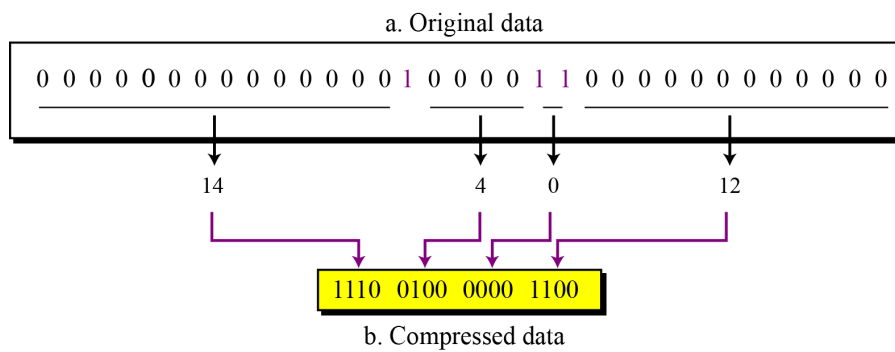 a. Original data
0 0 0 0 0 0 0 0 0 0 0 0 0 0 1 0 0 0 0 1 1 0 0 0 0 0 0 0 0 0 0 0 0
14 4 0 12
1110 0100 0000 1100
b. Compressed data